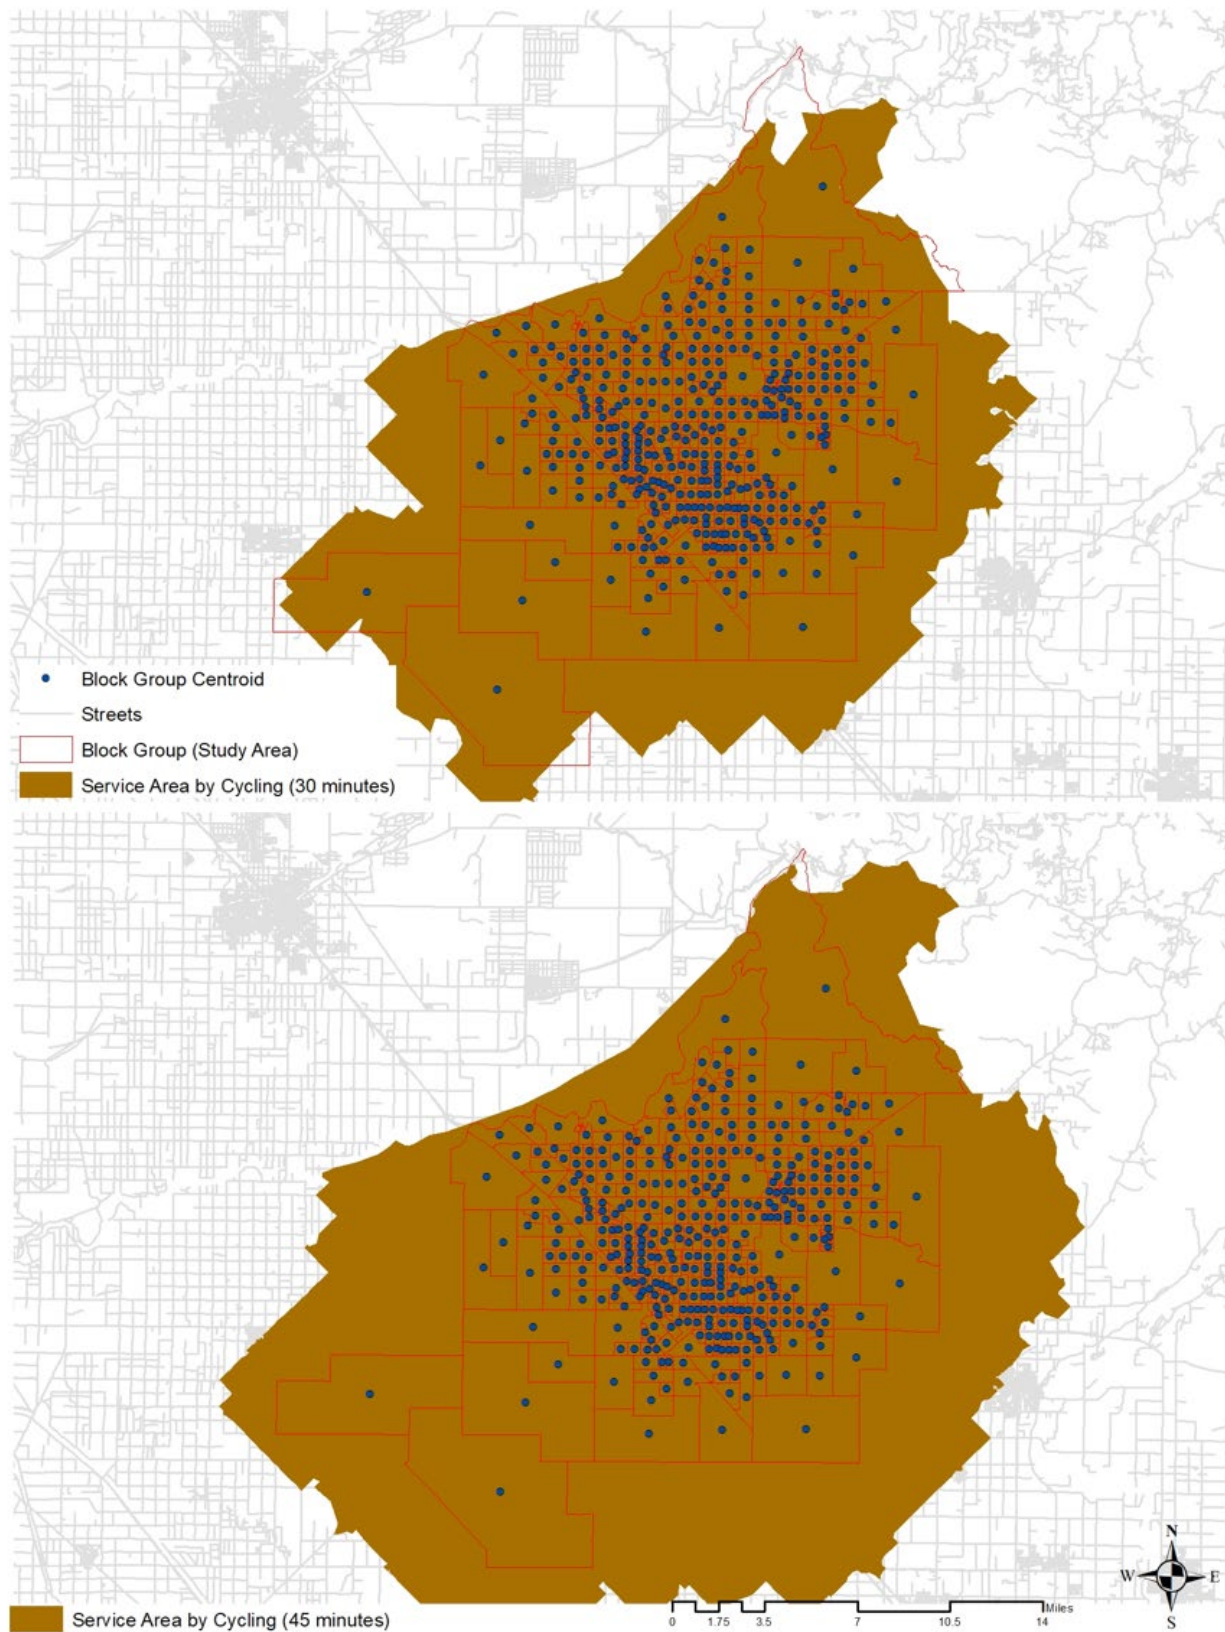 Block Group Centroid
Streets
Block Group (Study Area)
Service Area by Cycling (30 minutes)
N
W E
S
Service Area by Cycling (45 minutes)
Miles
0 1.75 3.5 7 10.5 14